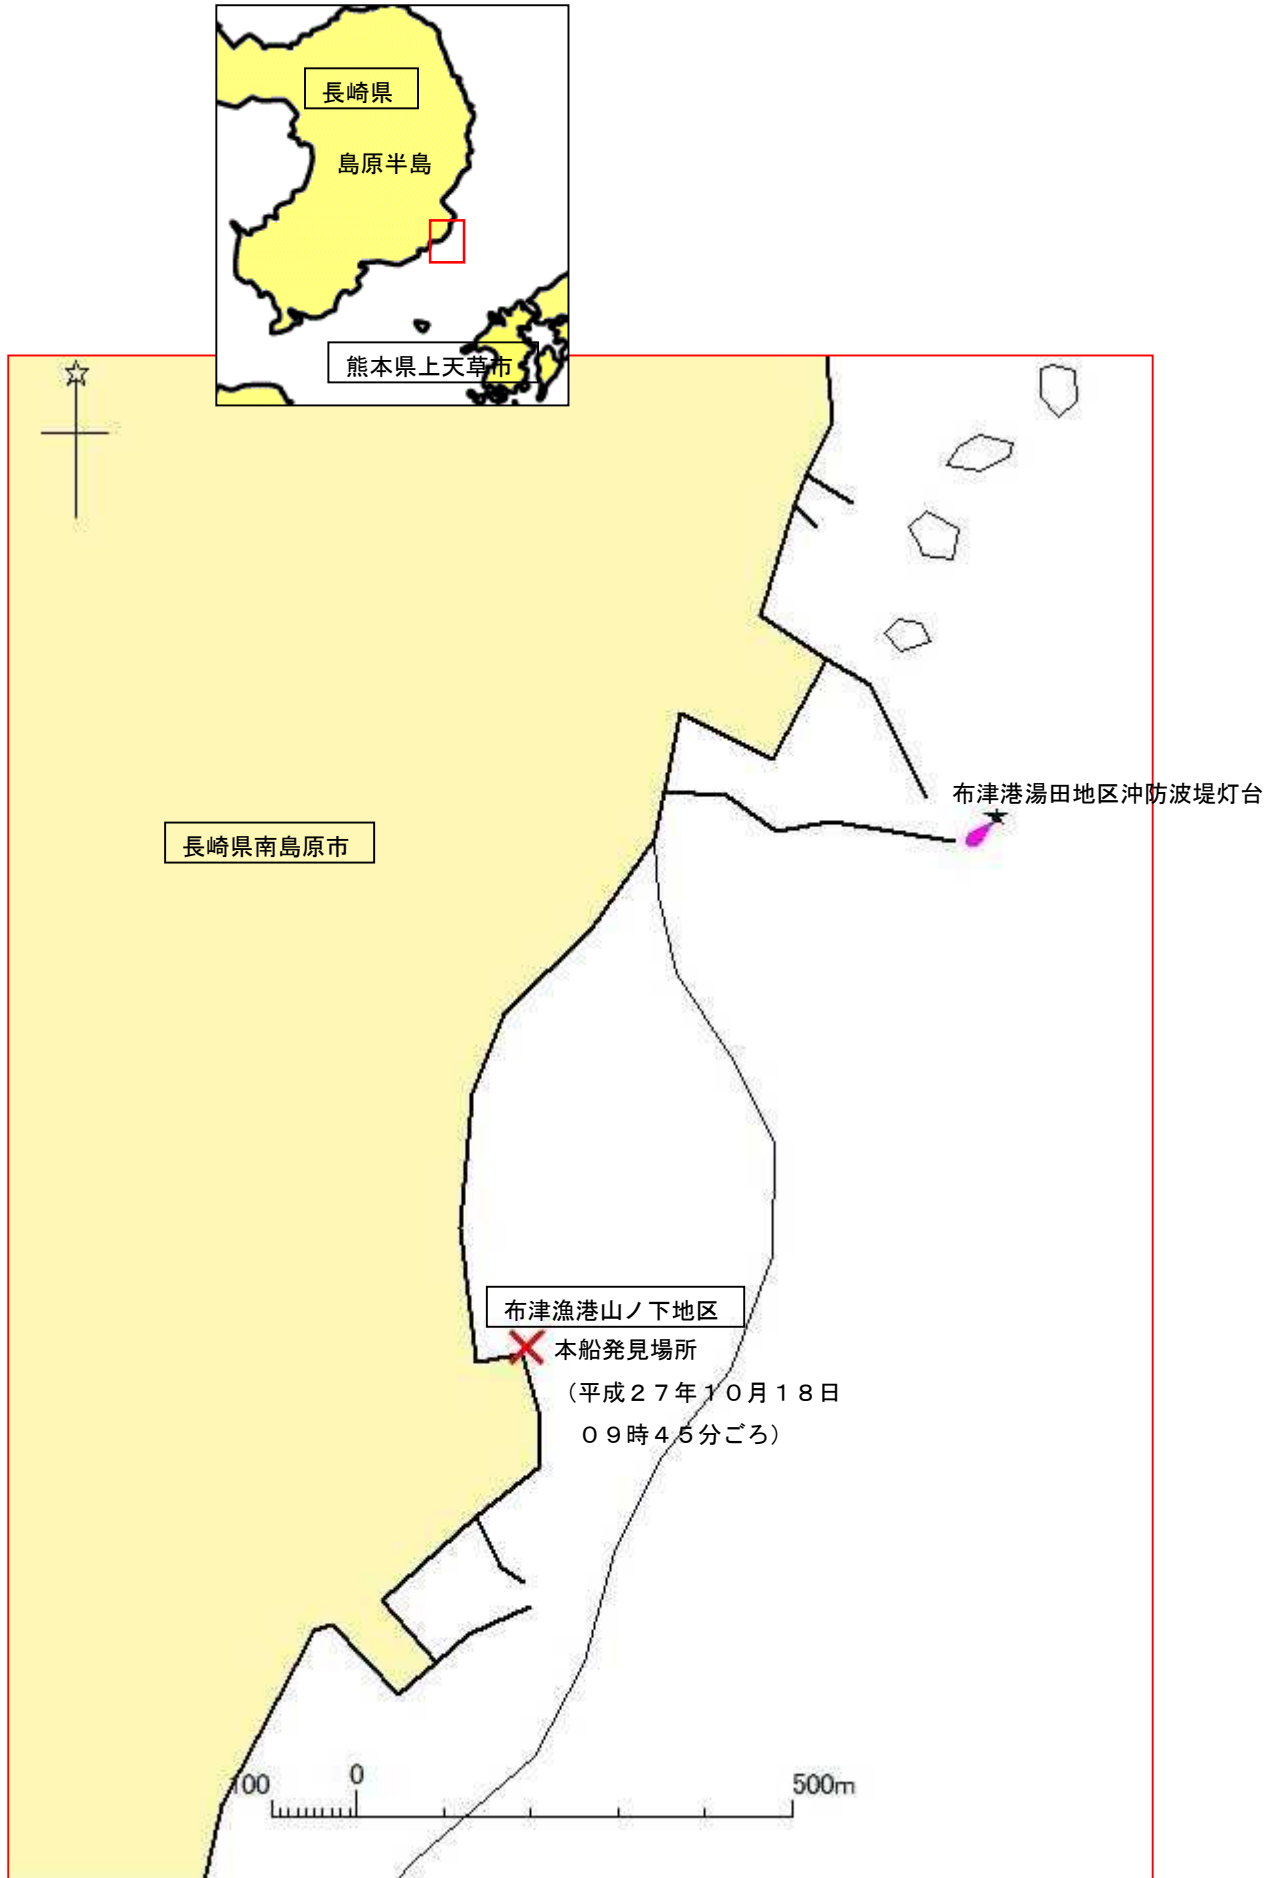 長崎県
島原半島
熊本県上天草市
布津港湯田地区沖防波堤灯台
長崎県南島原市
布津漁港山ノ下地区
本船発見場所
（平成２７年１０月１８日
０９時４５分ごろ）
100 0 500m